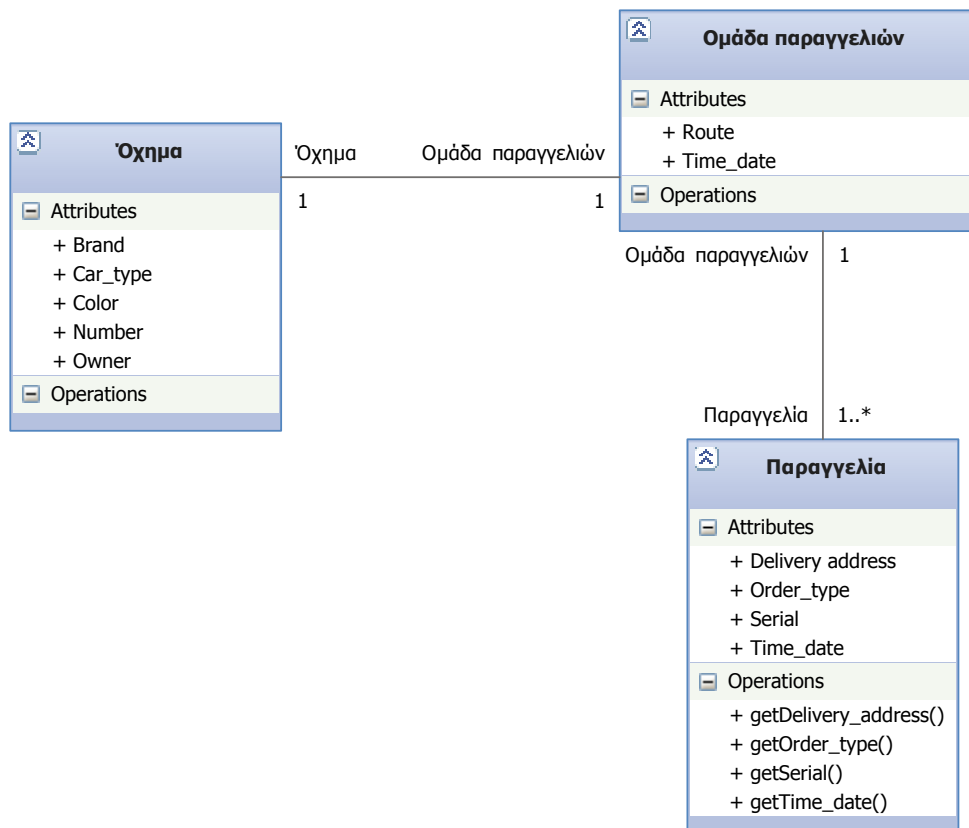 Ομάδα παραγγελιών
Attributes
+ Route
+ Time_date
Operations
Όχημα
Attributes
+ Brand
+ Car_type
+ Color
+ Number
+ Owner
Operations
Όχημα
Ομάδα παραγγελιών
1
1
Ομάδα παραγγελιών
1
Παραγγελία
1..*
Παραγγελία
Attributes
+ Delivery address
+ Order_type
+ Serial
+ Time_date
Operations
+ getDelivery_address()
+ getOrder_type()
+ getSerial()
+ getTime_date()